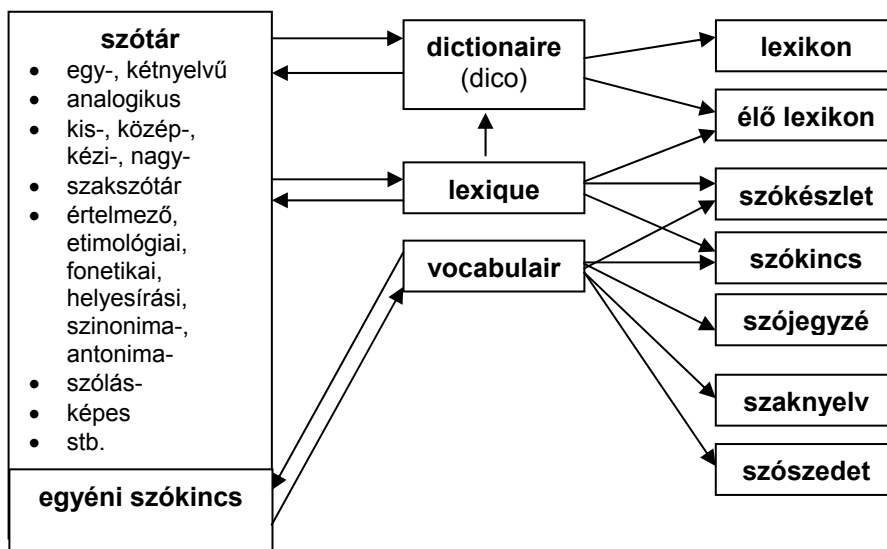 szótár
• egy-, kétnyelvű
• analogikus
• kis-, közép-,
kézi-, nagy-
• szakszótár
• értelmező,
etimológiai,
fonetikai,
helyesírási,
szinonima-,
antonima-
• szólás-
• képes
• stb.
egyéni szókincs
dictionaire
(dico)
lexique
vocabulair
lexikon
élő lexikon
szókészlet
szókincs
szójegyzé
szaknyelv
szószedet